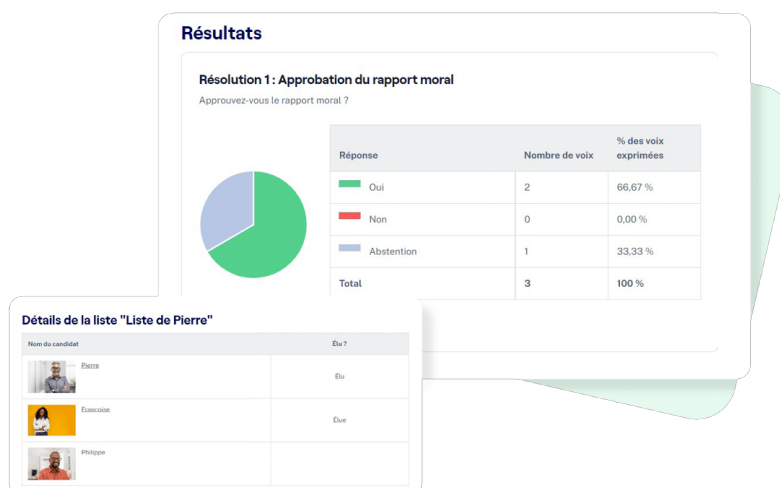 Résultats
Résolution 1 : Approbation du rapport moral
Approuvez-vous le rapport moral ?
Réponse Nombre de voix % des voix exprimées
Oui 2 66,67 %
Non 0 0,00 %
Abstention 1 33,33 %
Total 3 100 %
Détails de la liste "Liste de Pierre"
Nom du candidat Élu ?
Pierre Élu
Françoise Élue
Philippe